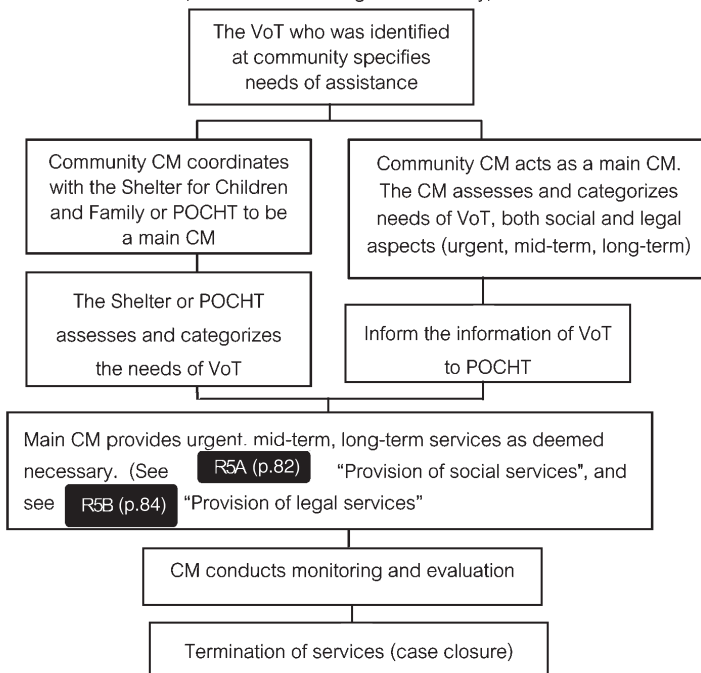 The VoT who was identified
at community specifies
needs of assistance
Community CM coordinates
with the Shelter for Children
and Family or POCHT to be
a main CM
Community CM acts as a main CM.
The CM assesses and categorizes
needs of VoT, both social and legal
aspects (urgent, mid-term, long-term)
The Shelter or POCHT
assesses and categorizes
the needs of VoT
Inform the information of VoT
to POCHT
Main CM provides urgent, mid-term, long-term services as deemed
necessary. (See R5A (p.82) "Provision of social services", and
see R5B (p.84) "Provision of legal services"
CM conducts monitoring and evaluation
Termination of services (case closure)